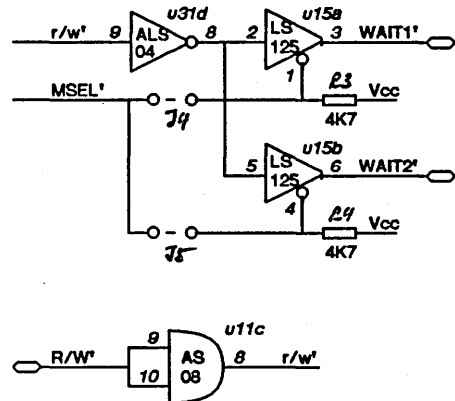 u31d u15a
r/w' 9 ALS 04 8 2 LS 125 3 WAIT1'
1 R3
MSEL' J4 4K7 Vcc
u15b
5 LS 125 6 WAIT2'
4 R4
J5 4K7 Vcc
u11c
R/W' 9 10 AS 08 8 r/w'